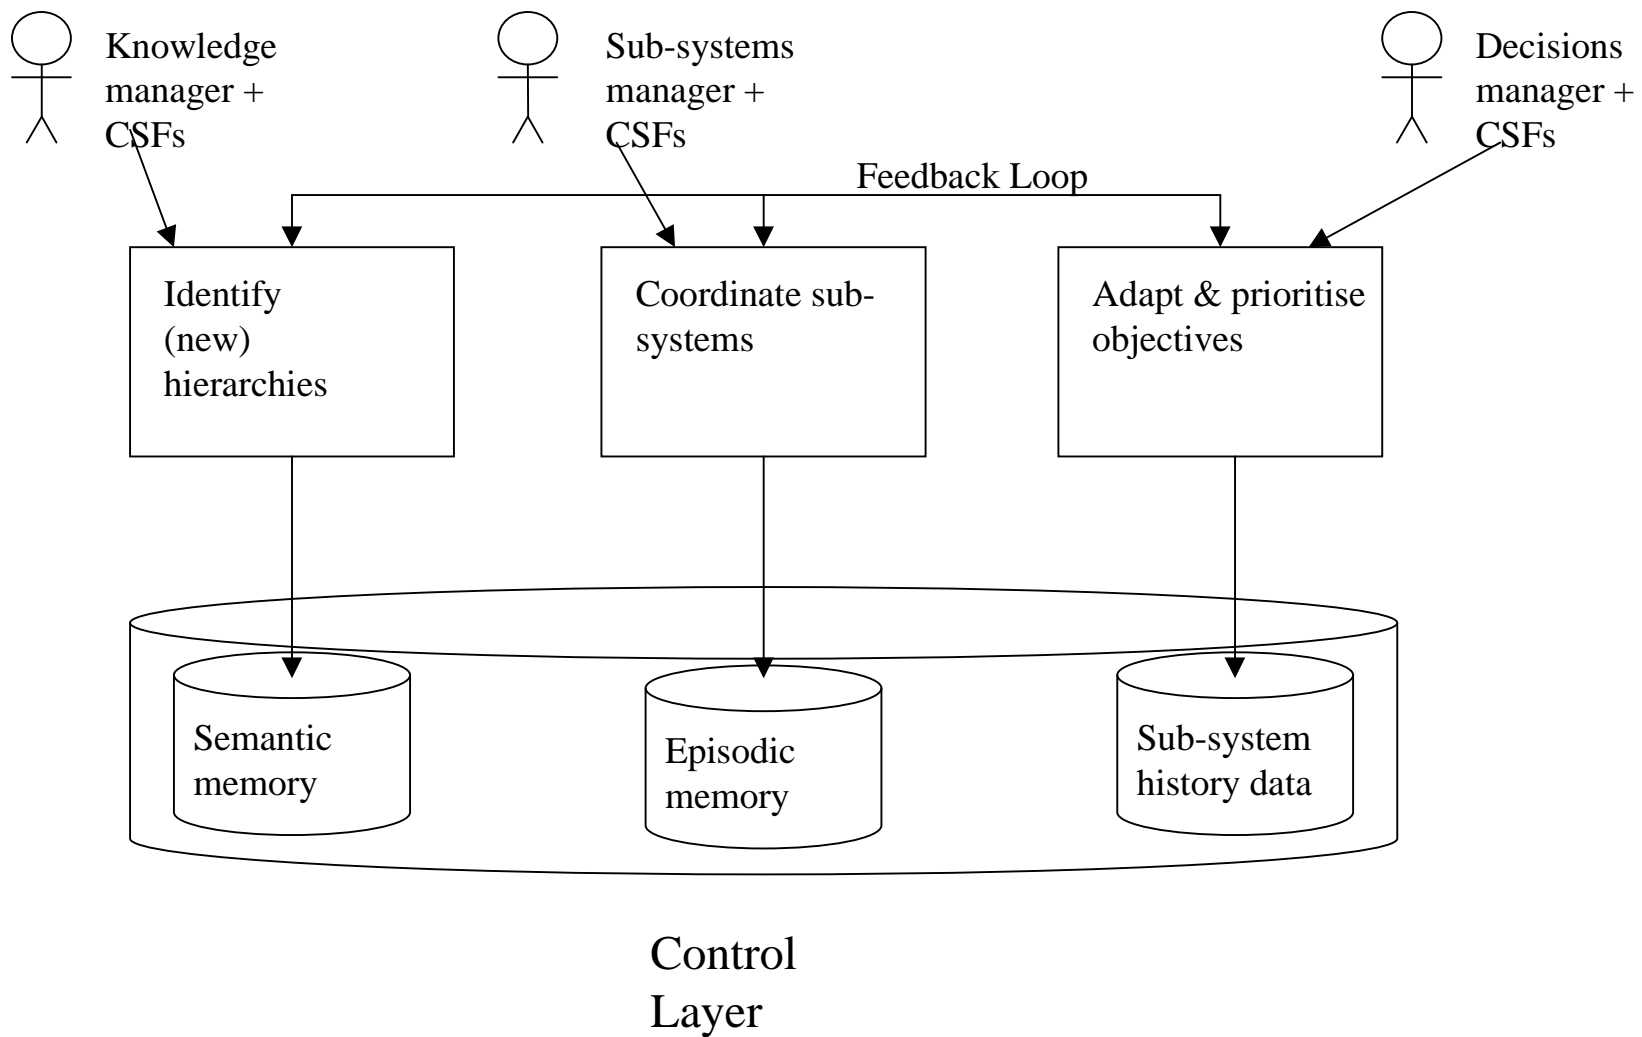 Knowledge
manager +
CSFs
Sub-systems
manager +
CSFs
Decisions
manager +
CSFs
Feedback Loop
Identify
(new)
hierarchies
Coordinate sub-
systems
Adapt & prioritise
objectives
Semantic
memory
Episodic
memory
Sub-system
history data
Control
Layer